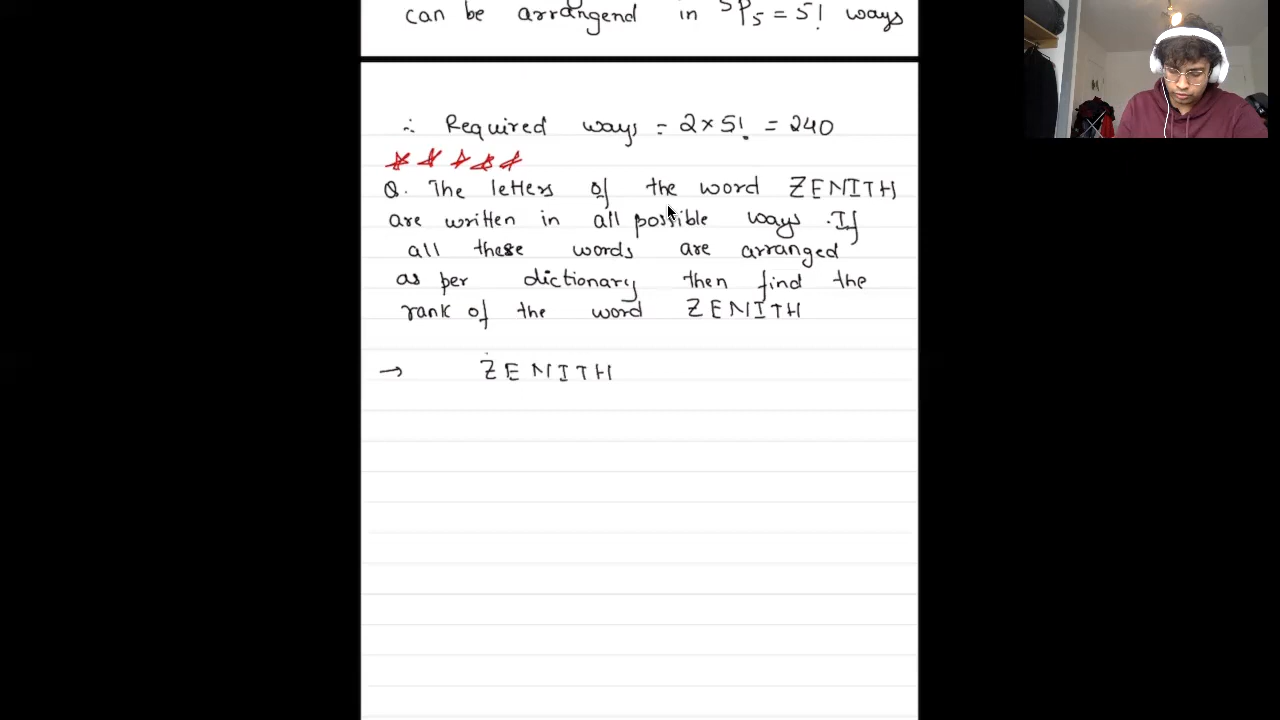 can be arrangend in ⁵P₅ = 5! ways
∴ Required ways = 2 × 5! = 240
Q. The letters of the word ZENITH
are written in all possible ways. If
all these words are arranged
as per dictionary then find the
rank of the word ZENITH
→ ZENITH